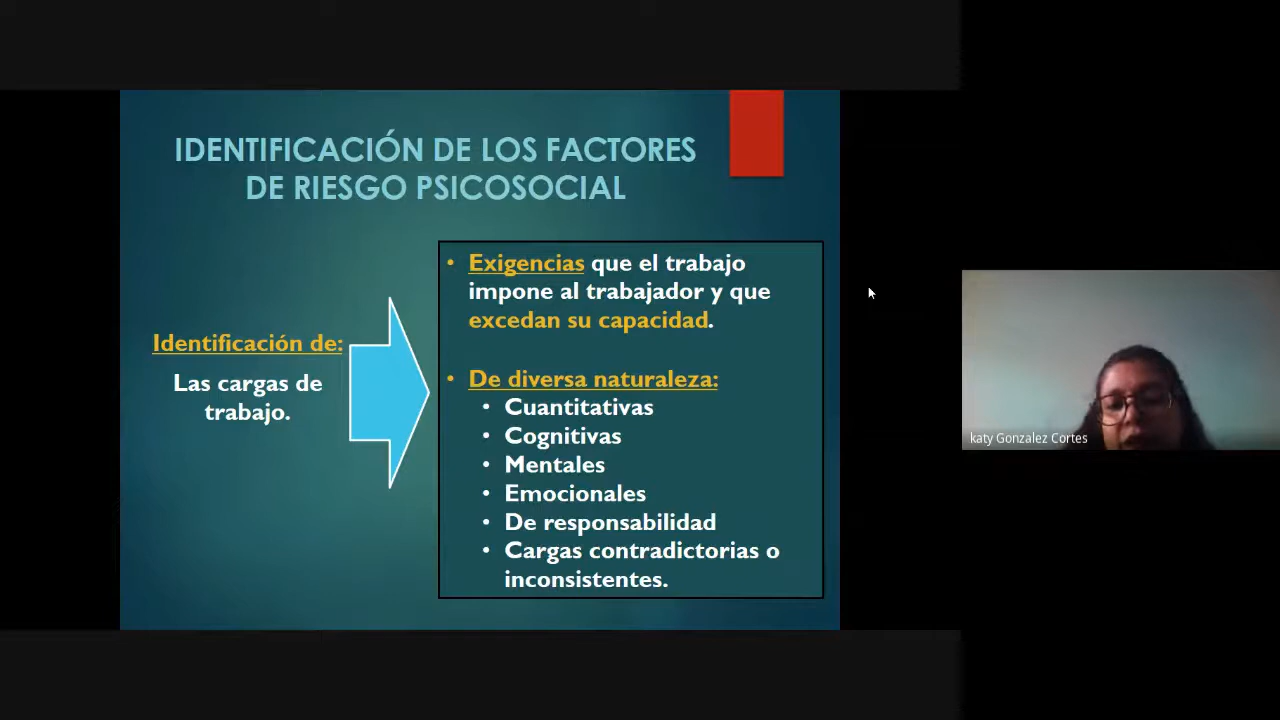 IDENTIFICACIÓN DE LOS FACTORES
DE RIESGO PSICOSOCIAL
Identificación de:
Las cargas de
trabajo.
• Exigencias que el trabajo
impone al trabajador y que
excedan su capacidad.
• De diversa naturaleza:
• Cuantitativas
• Cognitivas
• Mentales
• Emocionales
• De responsabilidad
• Cargas contradictorias o
inconsistentes.
katy Gonzalez Cortes